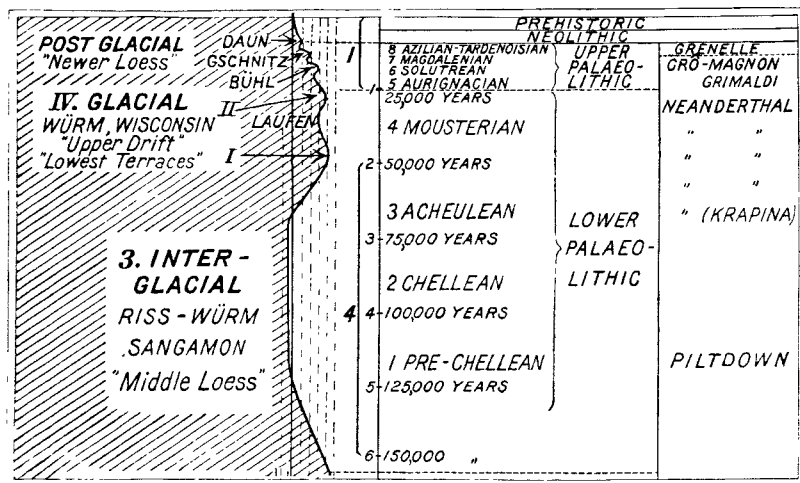 PREHISTORIC
NEOLITHIC
POST GLACIAL
"Newer Loess"
DAUN
GSCHNITZ
BÜHL
IV. GLACIAL
WÜRM, WISCONSIN
"Upper Drift"
"Lowest Terraces"
II
LAUFEN
I
3. INTER-
GLACIAL
RISS-WÜRM
SANGAMON
"Middle Loess"
1
8 AZILIAN-TARDENOISIAN
7 MAGDALENIAN
6 SOLUTREAN
5 AURIGNACIAN
1
25,000 YEARS
4 MOUSTERIAN
2-50,000 YEARS
3 ACHEULEAN
3-75,000 YEARS
2 CHELLEAN
4 4-100,000 YEARS
1 PRE-CHELLEAN
5-125,000 YEARS
6-150,000 „
UPPER
PALAEO-
LITHIC
LOWER
PALAEO-
LITHIC
GRENELLE
CRÔ-MAGNON
GRIMALDI
NEANDERTHAL
„ „
„ „
„ „
„ (KRAPINA)
PILTDOWN